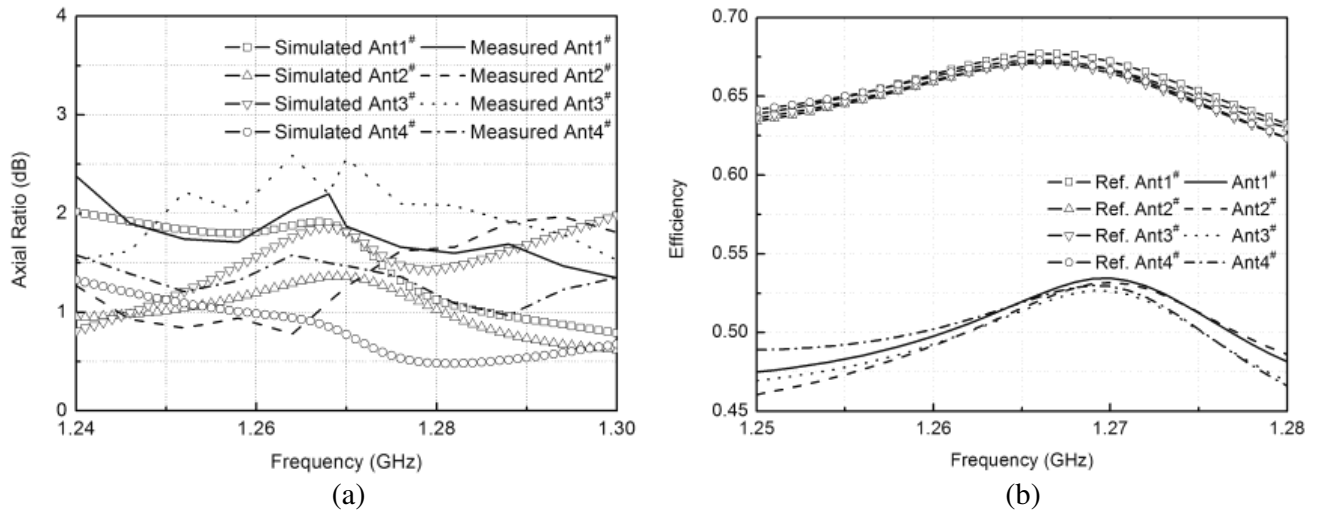 4
3
2
1
0
1.24
1.26
1.28
1.30
Axial Ratio (dB)
Frequency (GHz)
Simulated Ant1# Measured Ant1#
Simulated Ant2# Measured Ant2#
Simulated Ant3# Measured Ant3#
Simulated Ant4# Measured Ant4#
(a)
0.70
0.65
0.60
0.55
0.50
0.45
1.25
1.26
1.27
1.28
Efficiency
Frequency (GHz)
Ref. Ant1# Ant1#
Ref. Ant2# Ant2#
Ref. Ant3# Ant3#
Ref. Ant4# Ant4#
(b)